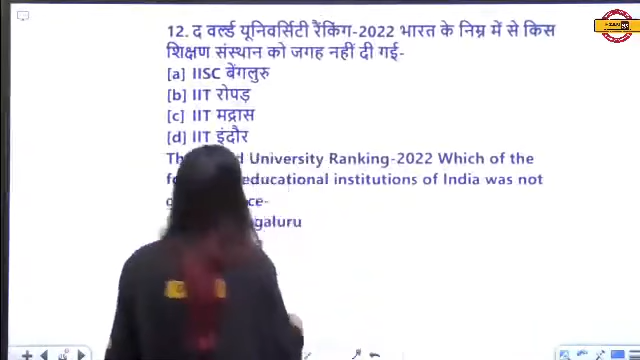 12. द वर्ल्ड यूनिवर्सिटी रैंकिंग-2022 भारत के निम्न में से किस
शिक्षण संस्थान को जगह नहीं दी गई-
[a] IISC बेंगलुरु
[b] IIT रोपड़
[c] IIT मद्रास
[d] IIT इंदौर
University Ranking-2022 Which of the
educational institutions of India was not